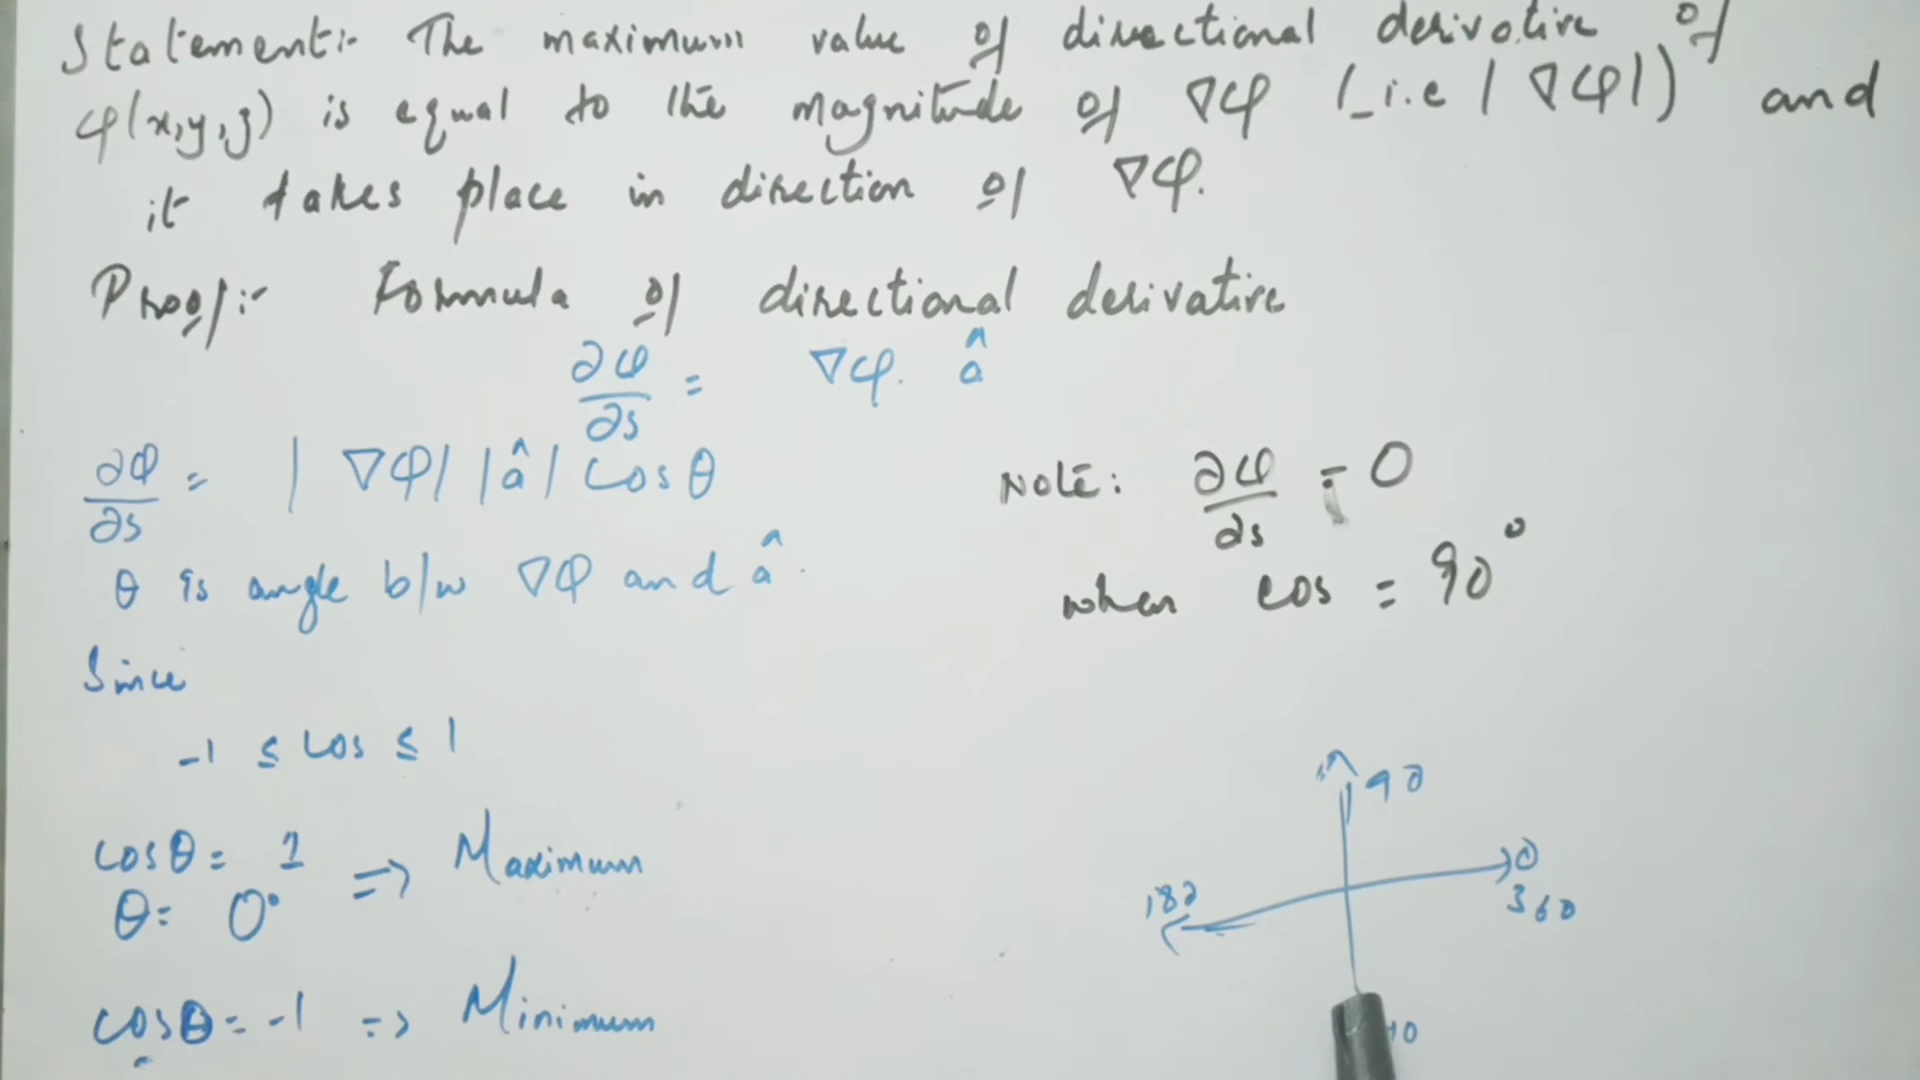 Statement:- The maximum value of directional derivative of
φ(x,y,z) is equal to the magnitude of ∇φ (i.e |∇φ|) and
it takes place in direction of ∇φ.
Proof:- Formula of directional derivative
∂φ/∂s = ∇φ. â
∂φ/∂s = |∇φ| |â| cos θ
θ is angle b/w ∇φ and â.
Since
-1 ≤ cos ≤ 1
cosθ = 1
θ = 0° => Maximum
cosθ = -1 => Minimum
Note: ∂φ/∂s = 0
when cos = 90°
90
0
180
360